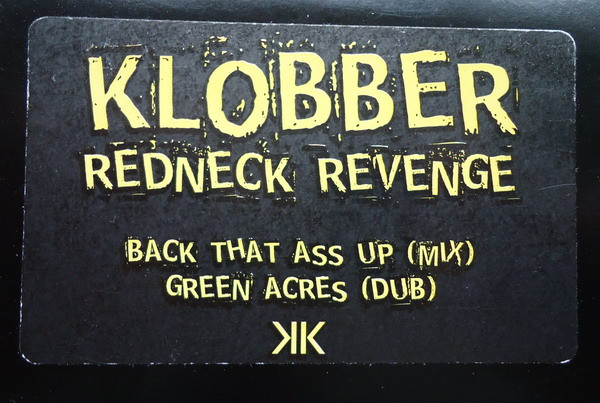 KLOBBER
REDNECK REVENGE
BACK THAT ASS UP (MIX)
GREEN ACRES (DUB)
KK